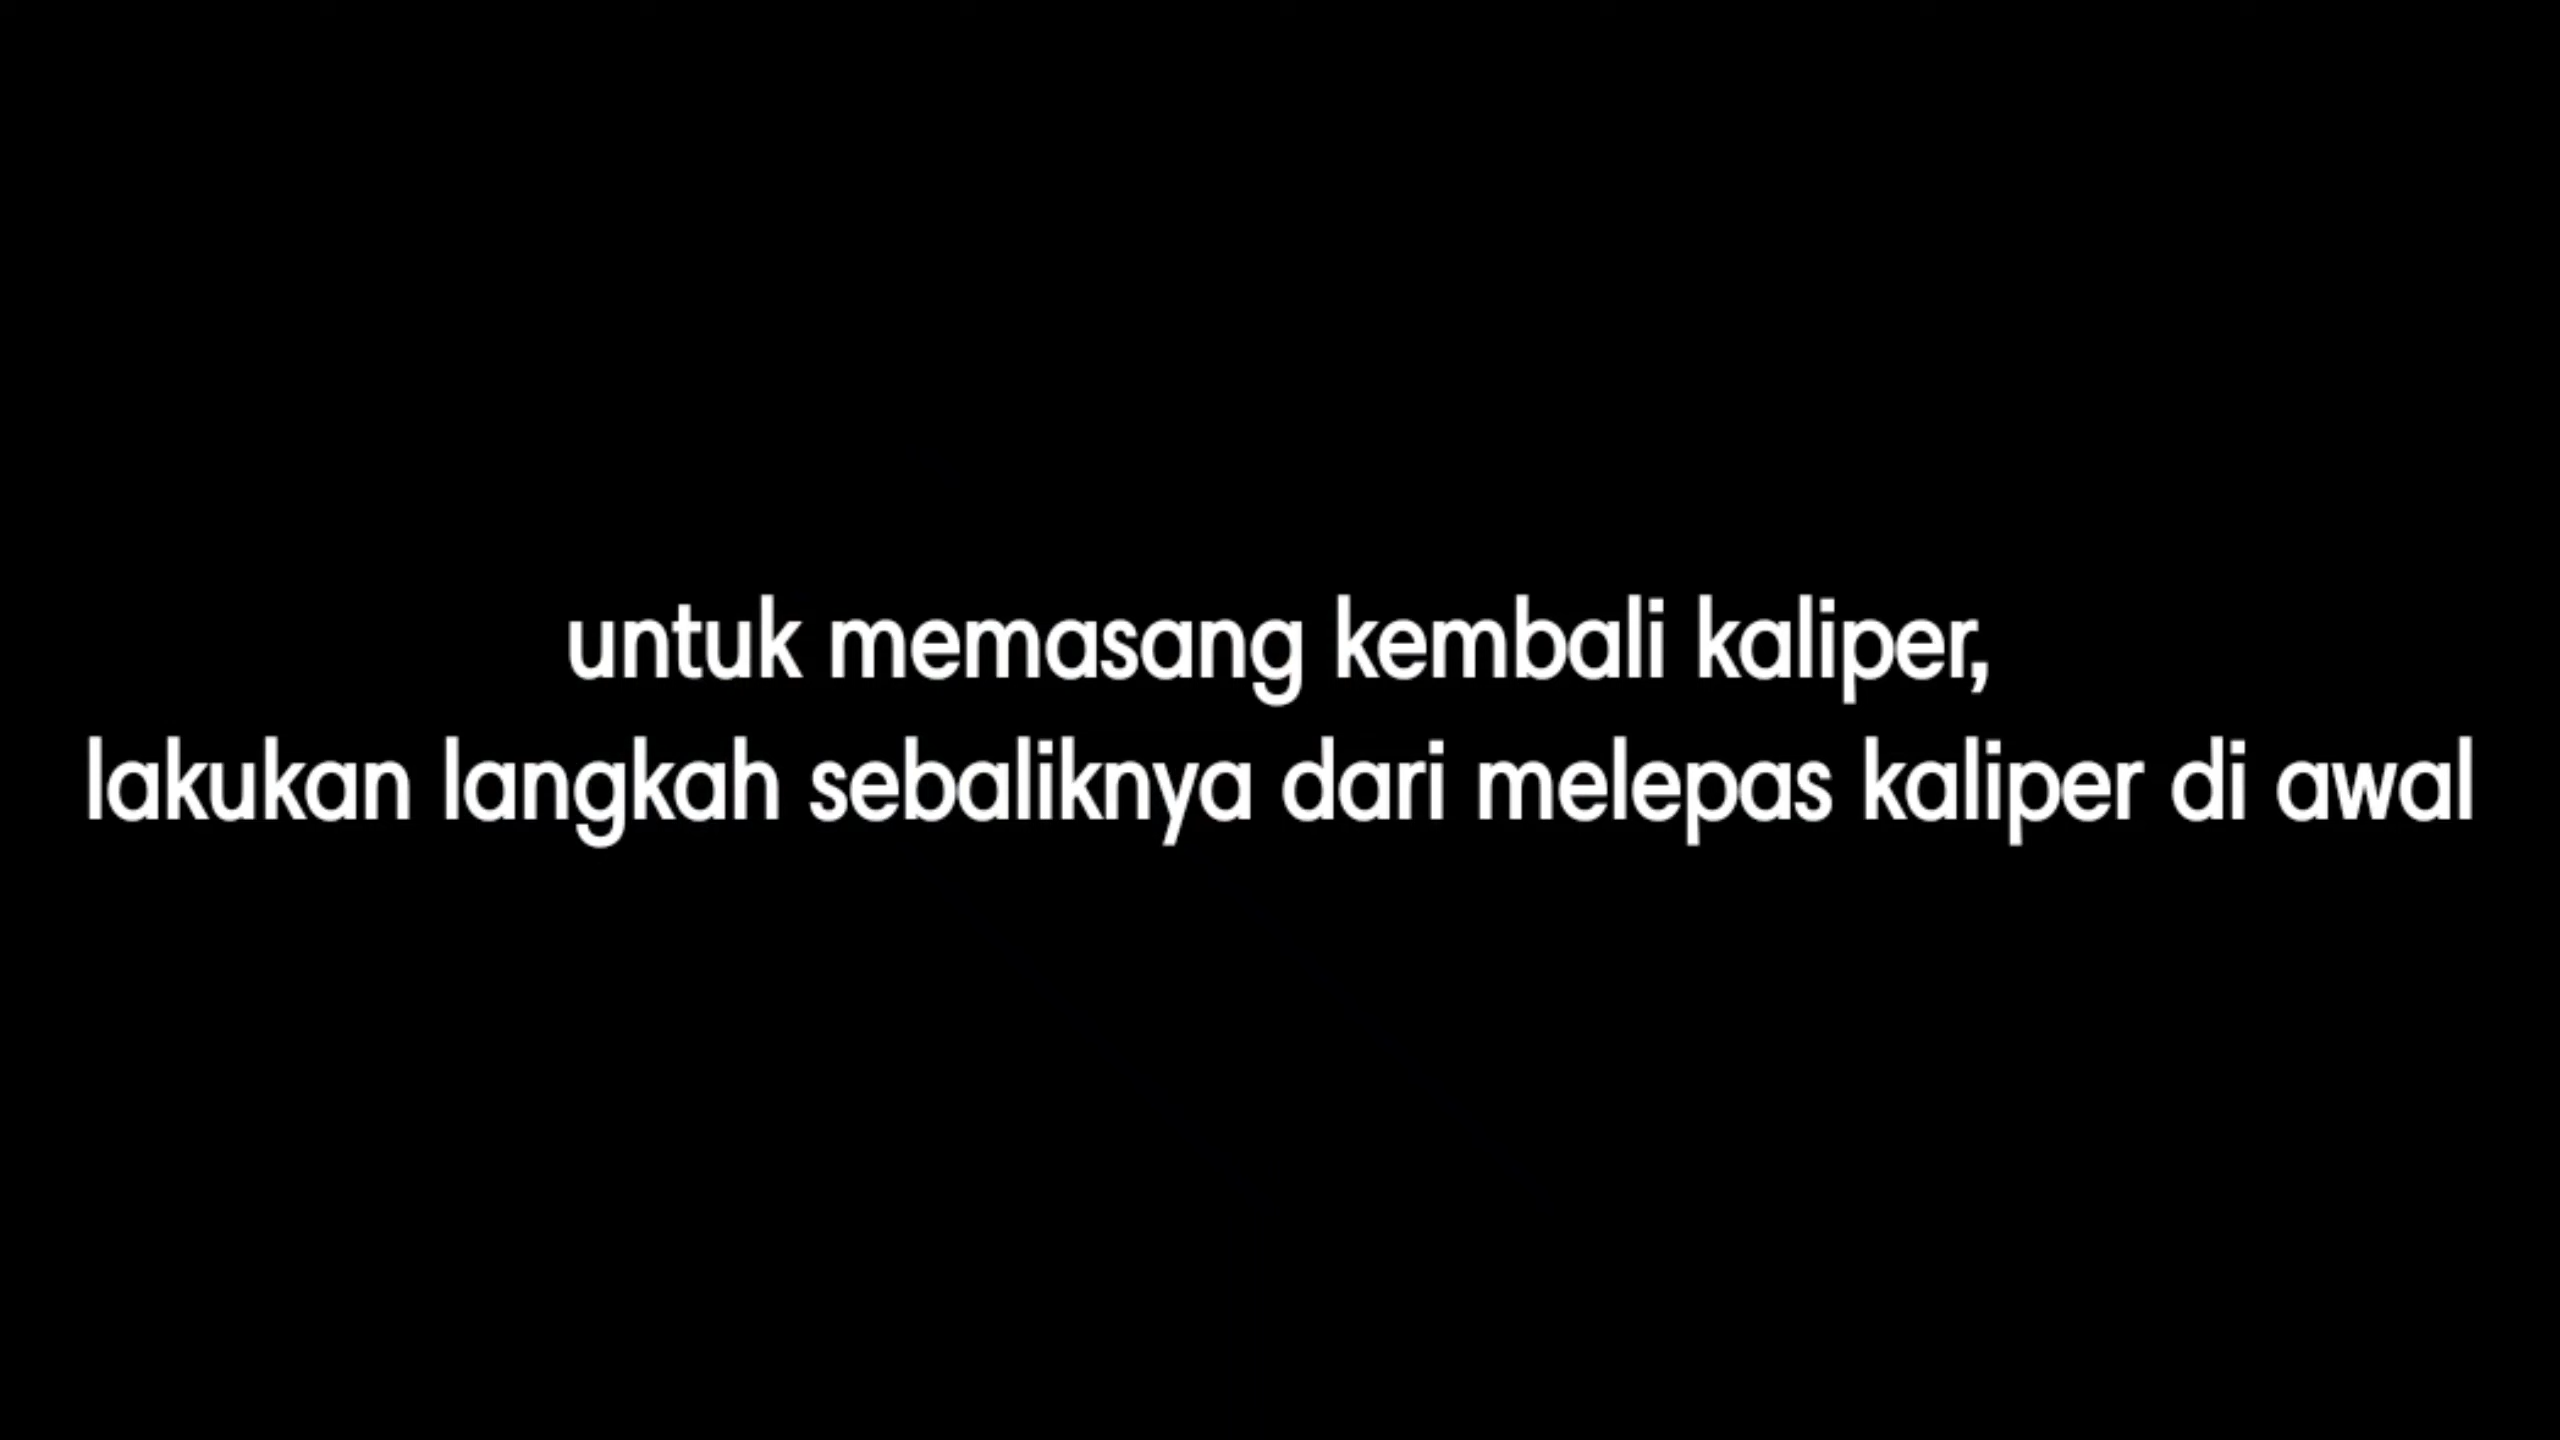 untuk memasang kembali kaliper,
lakukan langkah sebaliknya dari melepas kaliper di awal